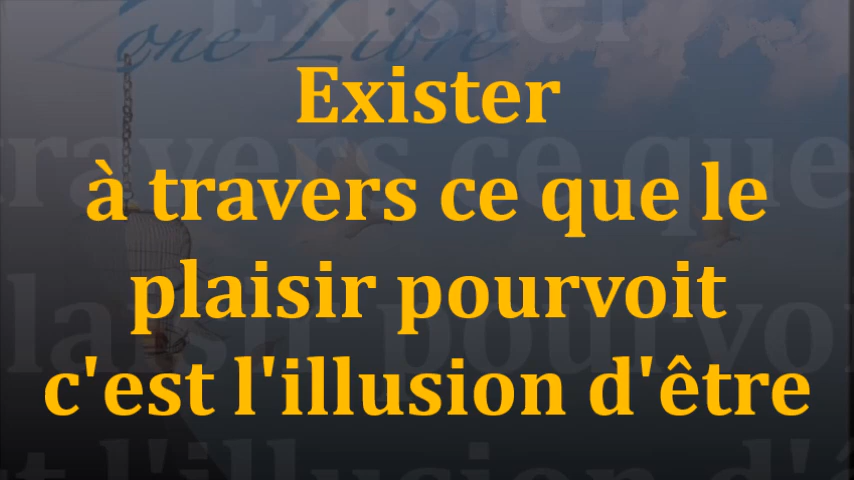 Zone Libre
Exister
à travers ce que le
plaisir pourvoit
c'est l'illusion d'être